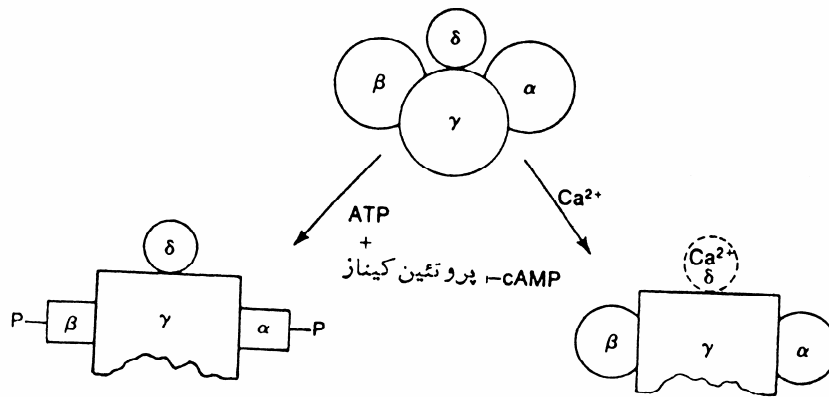 δ
β
α
γ
ATP
+
پروتئین کیناز ⊢cAMP
Ca²⁺
δ
P—
β
γ
α
—P
Ca²⁺
δ
β
γ
α